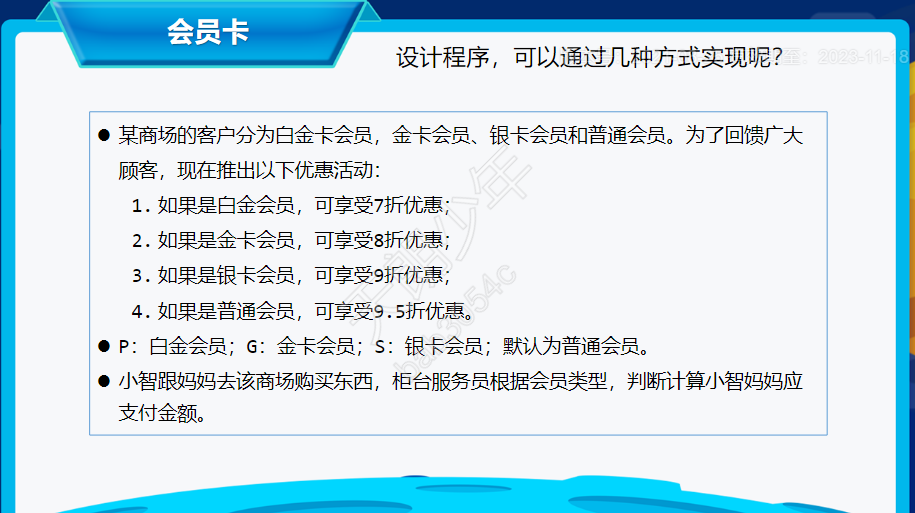 会员卡
设计程序，可以通过几种方式实现呢？
2023-11-18
● 某商场的客户分为白金卡会员，金卡会员、银卡会员和普通会员。为了回馈广大
顾客，现在推出以下优惠活动：
1. 如果是白金会员，可享受7折优惠；
2. 如果是金卡会员，可享受8折优惠；
3. 如果是银卡会员，可享受9折优惠；
4. 如果是普通会员，可享受9.5折优惠。
● P：白金会员；G：金卡会员；S：银卡会员；默认为普通会员。
● 小智跟妈妈去该商场购买东西，柜台服务员根据会员类型，判断计算小智妈妈应
支付金额。